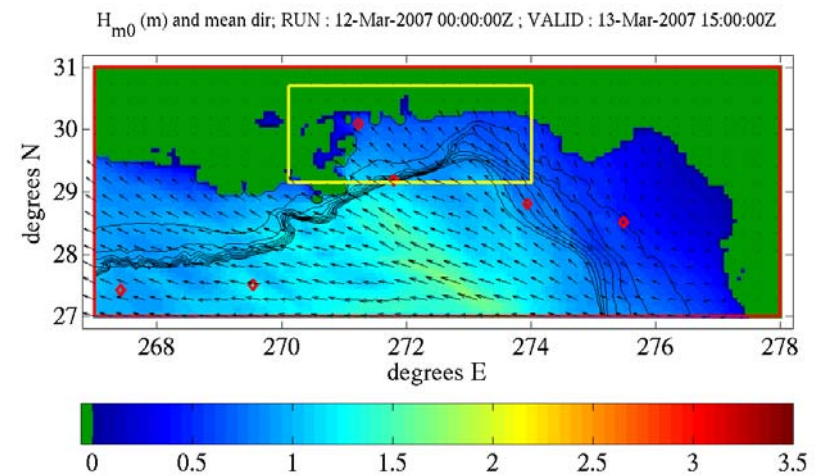 H_m0 (m) and mean dir; RUN : 12-Mar-2007 00:00:00Z ; VALID : 13-Mar-2007 15:00:00Z
31
30
29
28
27
degrees N
268 270 272 274 276 278
degrees E
0 0.5 1 1.5 2 2.5 3 3.5